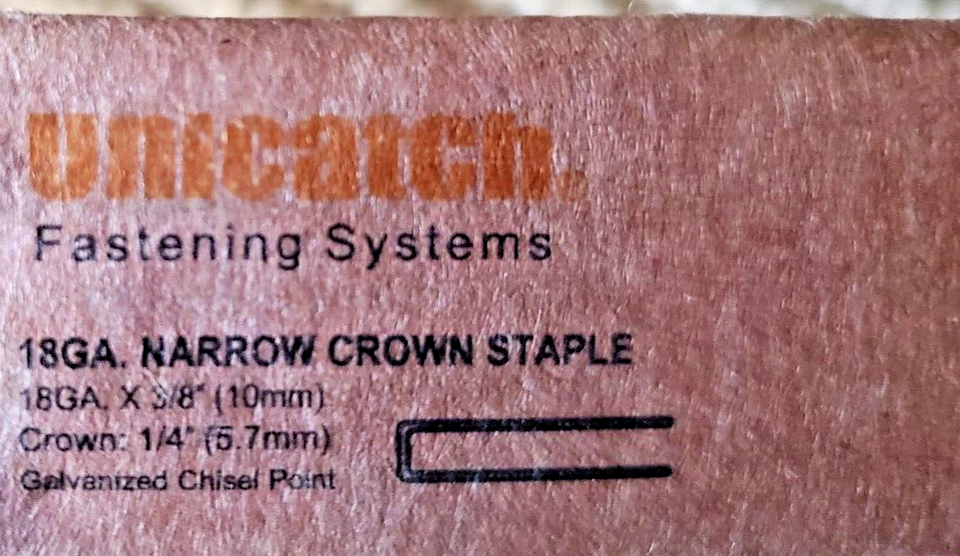 unicatch.
Fastening Systems
18GA. NARROW CROWN STAPLE
18GA. X 3/8" (10mm)
Crown: 1/4" (5.7mm)
Galvanized Chisel Point